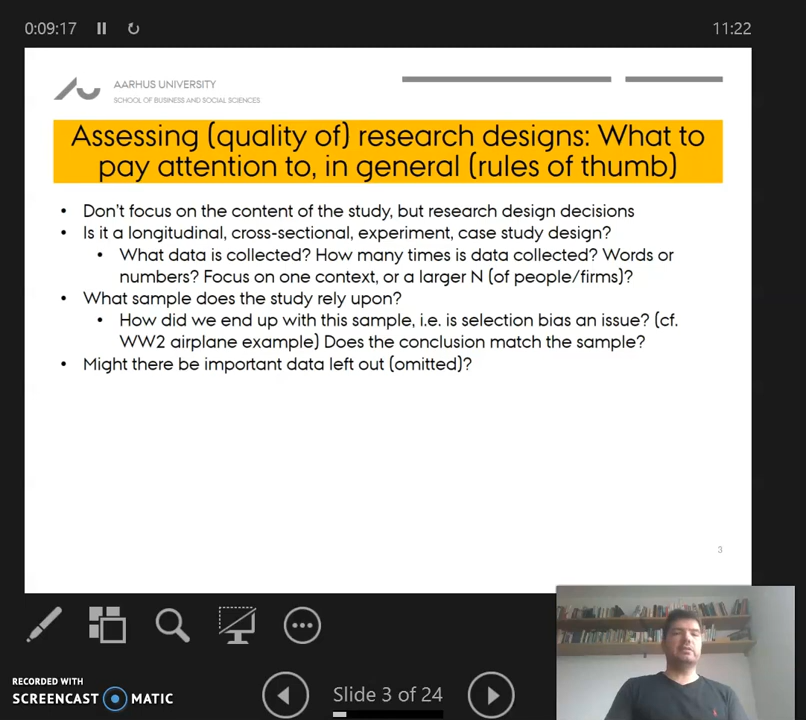 0:09:17
11:22
AARHUS UNIVERSITY
SCHOOL OF BUSINESS AND SOCIAL SCIENCES
Assessing (quality of) research designs: What to
pay attention to, in general (rules of thumb)
• Don't focus on the content of the study, but research design decisions
• Is it a longitudinal, cross-sectional, experiment, case study design?
• What data is collected? How many times is data collected? Words or
numbers? Focus on one context, or a larger N (of people/firms)?
• What sample does the study rely upon?
• How did we end up with this sample, i.e. is selection bias an issue? (cf.
WW2 airplane example) Does the conclusion match the sample?
• Might there be important data left out (omitted)?
3
RECORDED WITH
SCREENCAST MATIC
Slide 3 of 24